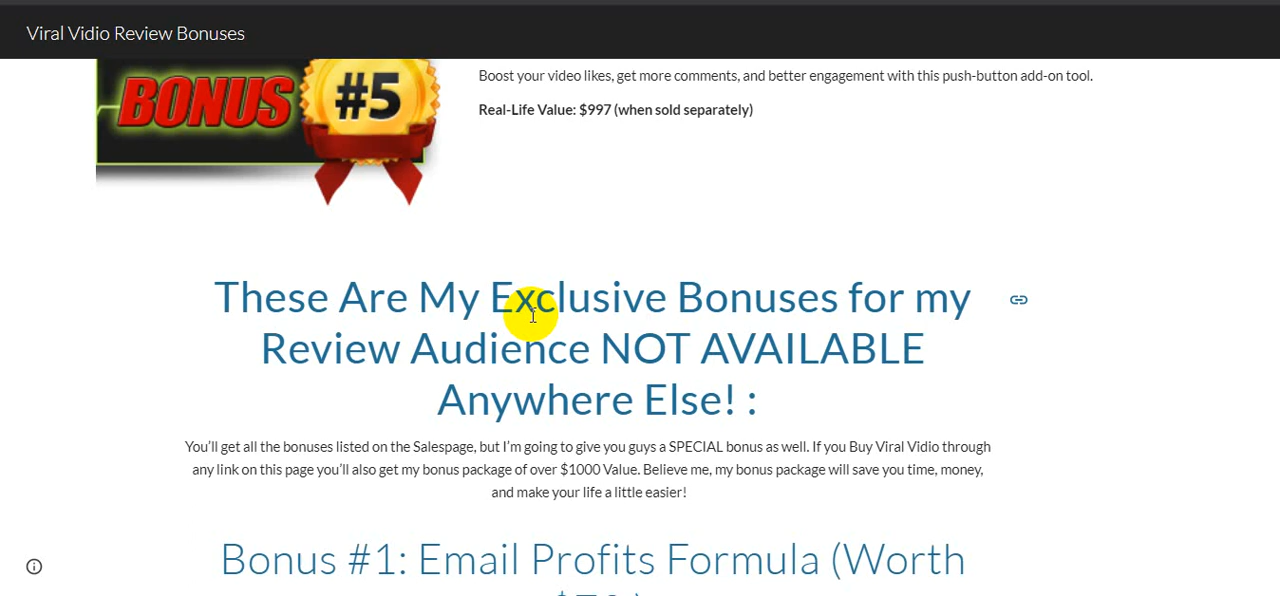 Viral Vidio Review Bonuses
BONUS #5
Boost your video likes, get more comments, and better engagement with this push-button add-on tool.
Real-Life Value: $997 (when sold separately)
These Are My Exclusive Bonuses for my
Review Audience NOT AVAILABLE
Anywhere Else! :
You'll get all the bonuses listed on the Salespage, but I'm going to give you guys a SPECIAL bonus as well. If you Buy Viral Vidio through
any link on this page you'll also get my bonus package of over $1000 Value. Believe me, my bonus package will save you time, money,
and make your life a little easier!
Bonus #1: Email Profits Formula (Worth